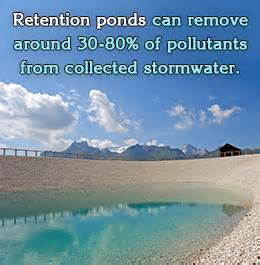 Retention ponds can remove
around 30-80% of pollutants
from collected stormwater.